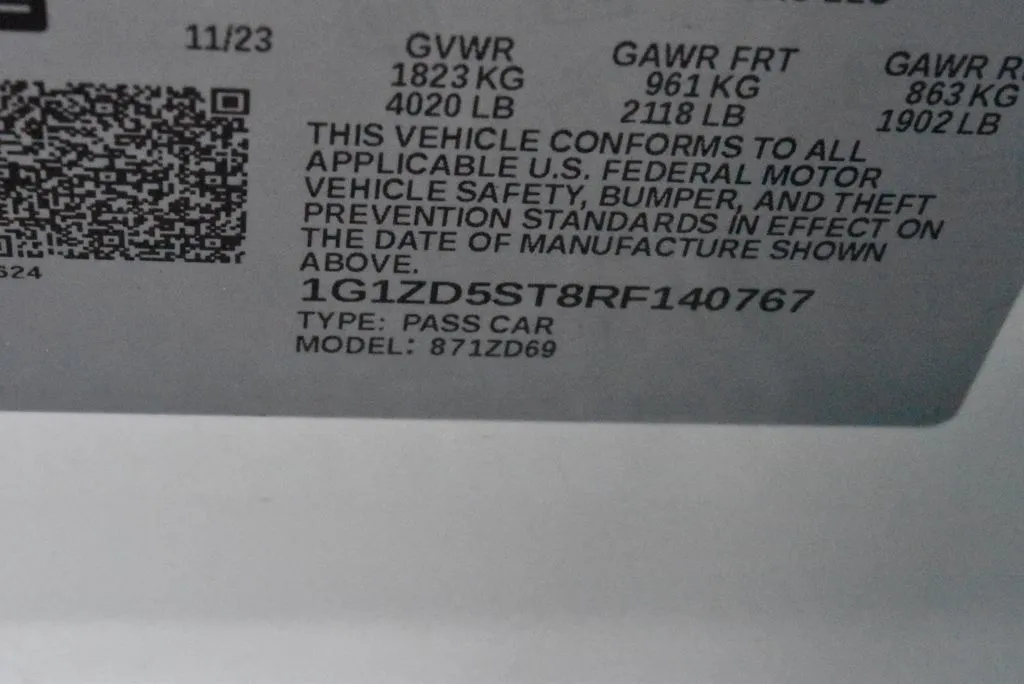 11/23
GVWR
1823 KG
4020 LB
GAWR FRT
961 KG
2118 LB
GAWR R
863 KG
1902 LB
THIS VEHICLE CONFORMS TO ALL
APPLICABLE U.S. FEDERAL MOTOR
VEHICLE SAFETY, BUMPER, AND THEFT
PREVENTION STANDARDS IN EFFECT ON
THE DATE OF MANUFACTURE SHOWN
ABOVE.
1G1ZD5ST8RF140767
TYPE: PASS CAR
MODEL: 871ZD69
624